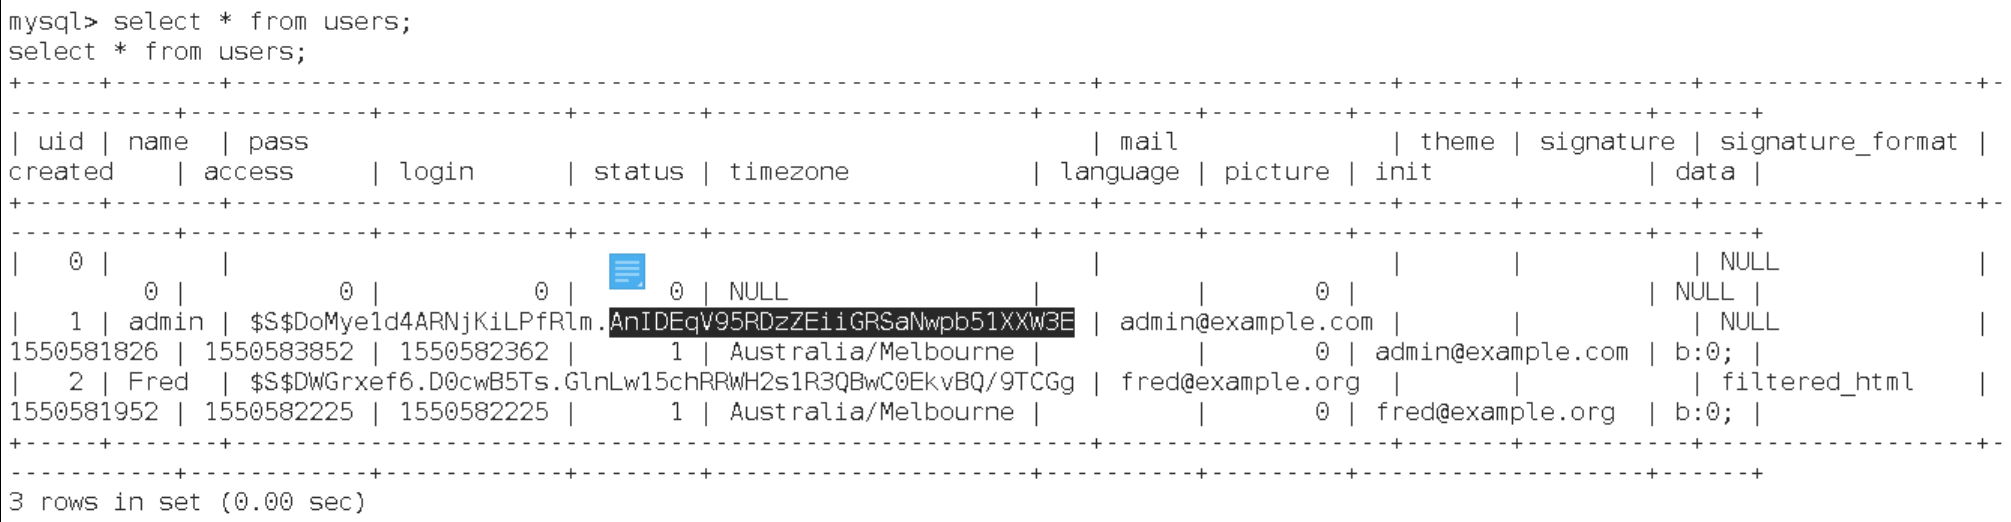 mysql> select * from users;
select * from users;
+-----+-------+---------------------------------------------------------+-------------------+-------+-----------+------------------+-
-----------+------------+------------+--------+---------------------+----------+---------+-------------------+------+
| uid | name  | pass                                                    | mail              | theme | signature | signature_format |
created    | access     | login      | status | timezone            | language | picture | init              | data |
+-----+-------+---------------------------------------------------------+-------------------+-------+-----------+------------------+-
-----------+------------+------------+--------+---------------------+----------+---------+-------------------+------+
|   0 |       |                                                         |                   |       |           | NULL             |
         0 |          0 |          0 |      0 | NULL                |          |       0 |                   | NULL |
|   1 | admin | $S$DoMye1d4ARNjKiLPfRlm.AnIDEqV95RDzZEiiGRSaNwpb51XXW3E | admin@example.com |       |           | NULL             |
1550581826 | 1550583852 | 1550582362 |      1 | Australia/Melbourne |          |       0 | admin@example.com | b:0; |
|   2 | Fred  | $S$DWGrxef6.D0cwB5Ts.GlnLw15chRRWH2s1R3QBwC0EkvBQ/9TCGg | fred@example.org  |       |           | filtered_html    |
1550581952 | 1550582225 | 1550582225 |      1 | Australia/Melbourne |          |       0 | fred@example.org  | b:0; |
+-----+-------+---------------------------------------------------------+-------------------+-------+-----------+------------------+-
-----------+------------+------------+--------+---------------------+----------+---------+-------------------+------+
3 rows in set (0.00 sec)